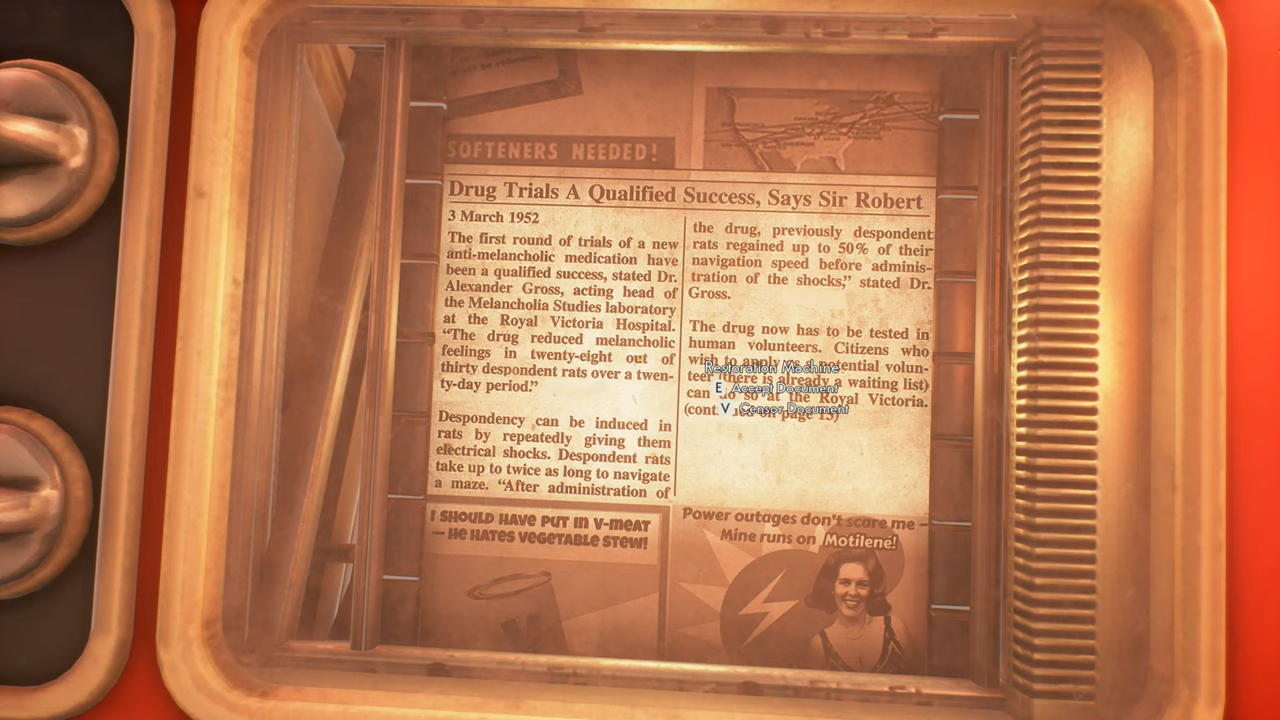 SOFTENERS NEEDED!
Drug Trials A Qualified Success, Says Sir Robert
3 March 1952
The first round of trials of a new
anti-melancholic medication have
been a qualified success, stated Dr.
Alexander Gross, acting head of
the Melancholia Studies laboratory
at the Royal Victoria Hospital.
“The drug reduced melancholic
feelings in twenty-eight out of
thirty despondent rats over a twen-
ty-day period.”
Despondency can be induced in
rats by repeatedly giving them
electrical shocks. Despondent rats
take up to twice as long to navigate
a maze. “After administration of
the drug, previously despondent
rats regained up to 50% of their
navigation speed before adminis-
tration of the shocks,” stated Dr.
Gross.
The drug now has to be tested in
human volunteers. Citizens who
wish to apply as a potential volun-
teer (there is already a waiting list)
can do so at the Royal Victoria.
(continued on page 13)
Restoration Machine
E Accept Document
V Censor Document
I SHOULD HAVE PUT IN V-MEAT
— HE HATES VEGETABLE STEW!
Power outages don't scare me –
Mine runs on Motilene!